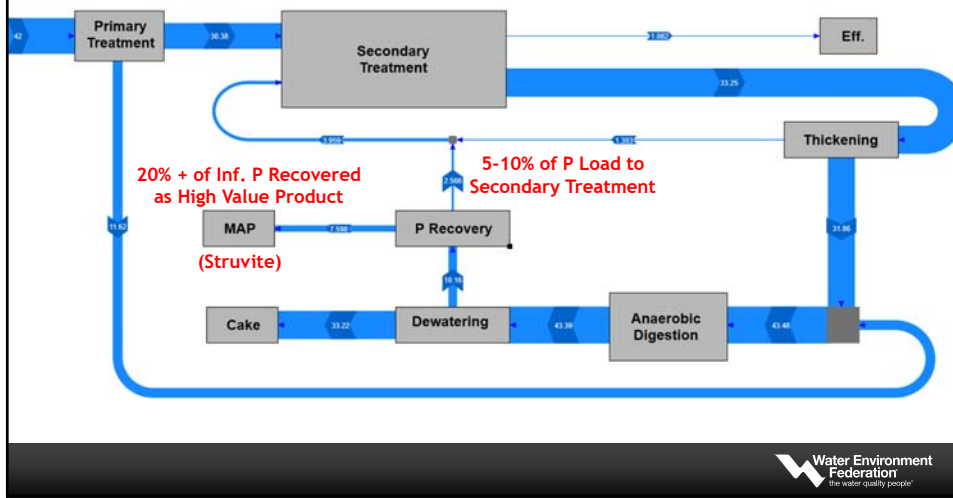 42
Primary
Treatment
30.38
Secondary
Treatment
1.082
Eff.
33.25
Thickening
3.959
1.393
20% + of Inf. P Recovered
as High Value Product
5-10% of P Load to
Secondary Treatment
2.566
MAP
7.598
P Recovery
(Struvite)
11.62
31.86
10.16
Cake
33.22
Dewatering
43.39
Anaerobic
Digestion
43.48
Water Environment
Federation
the water quality people®